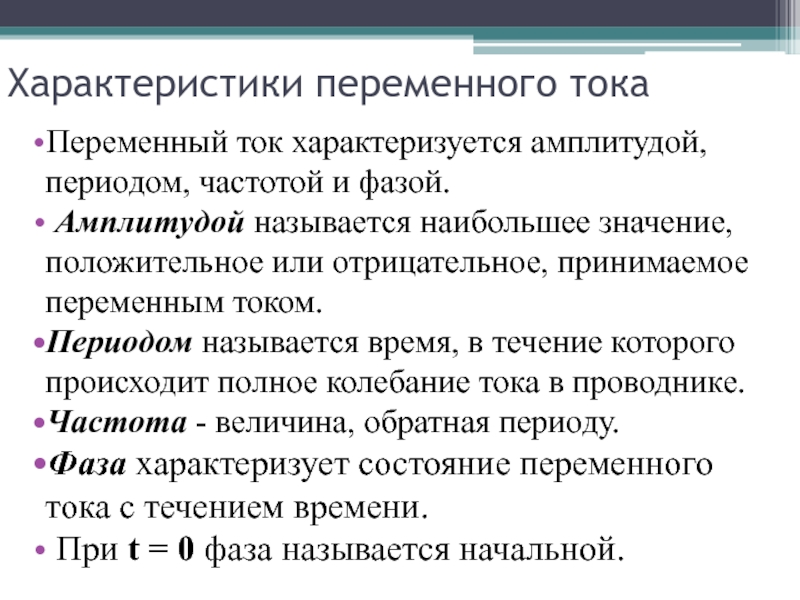 Характеристики переменного тока
•Переменный ток характеризуется амплитудой,
периодом, частотой и фазой.
• Амплитудой называется наибольшее значение,
положительное или отрицательное, принимаемое
переменным током.
•Периодом называется время, в течение которого
происходит полное колебание тока в проводнике.
•Частота - величина, обратная периоду.
•Фаза характеризует состояние переменного
тока с течением времени.
• При t = 0 фаза называется начальной.